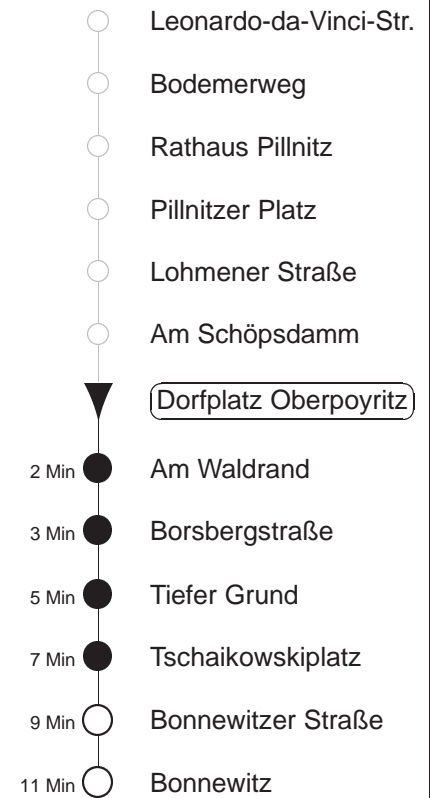 Leonardo-da-Vinci-Str.
Bodemerweg
Rathaus Pillnitz
Pillnitzer Platz
Lohmener Straße
Am Schöpsdamm
Dorfplatz Oberpoyritz
2 Min Am Waldrand
3 Min Borsbergstraße
5 Min Tiefer Grund
7 Min Tschaikowskiplatz
9 Min Bonnewitzer Straße
11 Min Bonnewitz